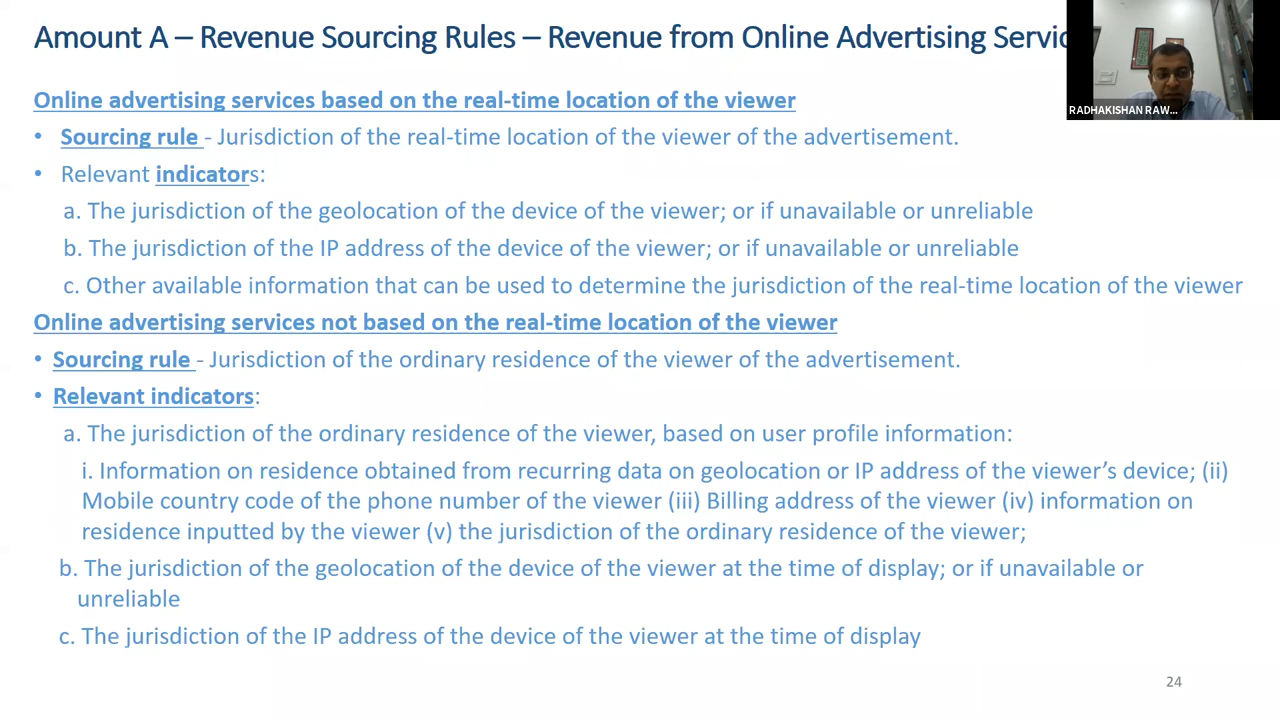 Amount A – Revenue Sourcing Rules – Revenue from Online Advertising Servic
RADHAKISHAN RAW...
Online advertising services based on the real-time location of the viewer
• Sourcing rule - Jurisdiction of the real-time location of the viewer of the advertisement.
• Relevant indicators:
a. The jurisdiction of the geolocation of the device of the viewer; or if unavailable or unreliable
b. The jurisdiction of the IP address of the device of the viewer; or if unavailable or unreliable
c. Other available information that can be used to determine the jurisdiction of the real-time location of the viewer
Online advertising services not based on the real-time location of the viewer
• Sourcing rule - Jurisdiction of the ordinary residence of the viewer of the advertisement.
• Relevant indicators:
a. The jurisdiction of the ordinary residence of the viewer, based on user profile information:
i. Information on residence obtained from recurring data on geolocation or IP address of the viewer’s device; (ii)
Mobile country code of the phone number of the viewer (iii) Billing address of the viewer (iv) information on
residence inputted by the viewer (v) the jurisdiction of the ordinary residence of the viewer;
b. The jurisdiction of the geolocation of the device of the viewer at the time of display; or if unavailable or
unreliable
c. The jurisdiction of the IP address of the device of the viewer at the time of display
24